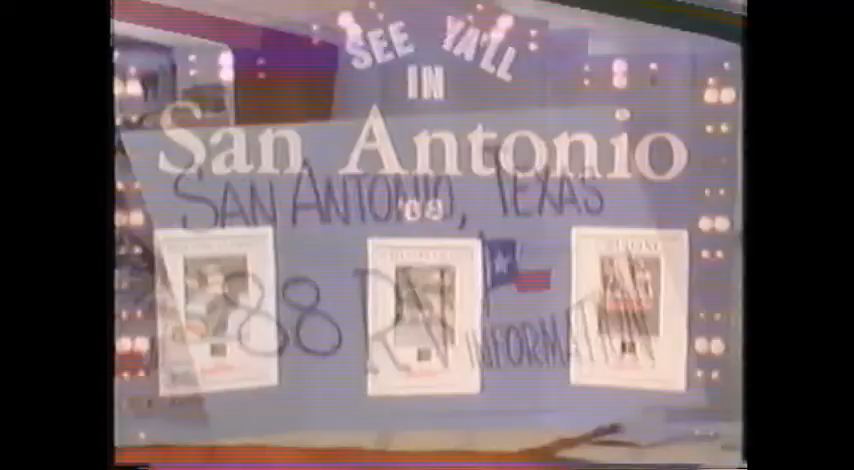 SEE YA'LL
IN
San Antonio
SAN ANTONIO, TEXAS
'88
'88 RV INFORMATION